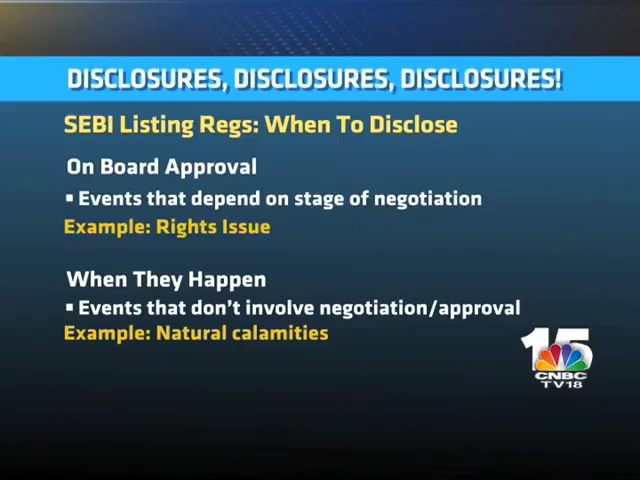 DISCLOSURES, DISCLOSURES, DISCLOSURES!
SEBI Listing Regs: When To Disclose
On Board Approval
▪ Events that depend on stage of negotiation
Example: Rights Issue
When They Happen
▪ Events that don't involve negotiation/approval
Example: Natural calamities
15
CNBC
TV18